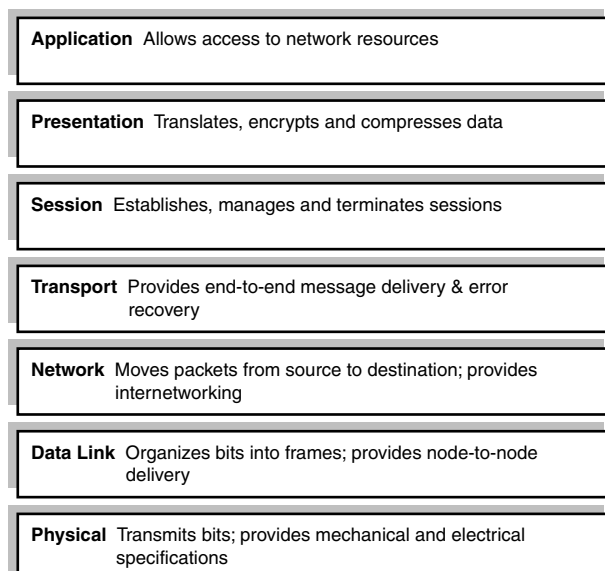 Application Allows access to network resources
Presentation Translates, encrypts and compresses data
Session Establishes, manages and terminates sessions
Transport Provides end-to-end message delivery & error
recovery
Network Moves packets from source to destination; provides
internetworking
Data Link Organizes bits into frames; provides node-to-node
delivery
Physical Transmits bits; provides mechanical and electrical
specifications